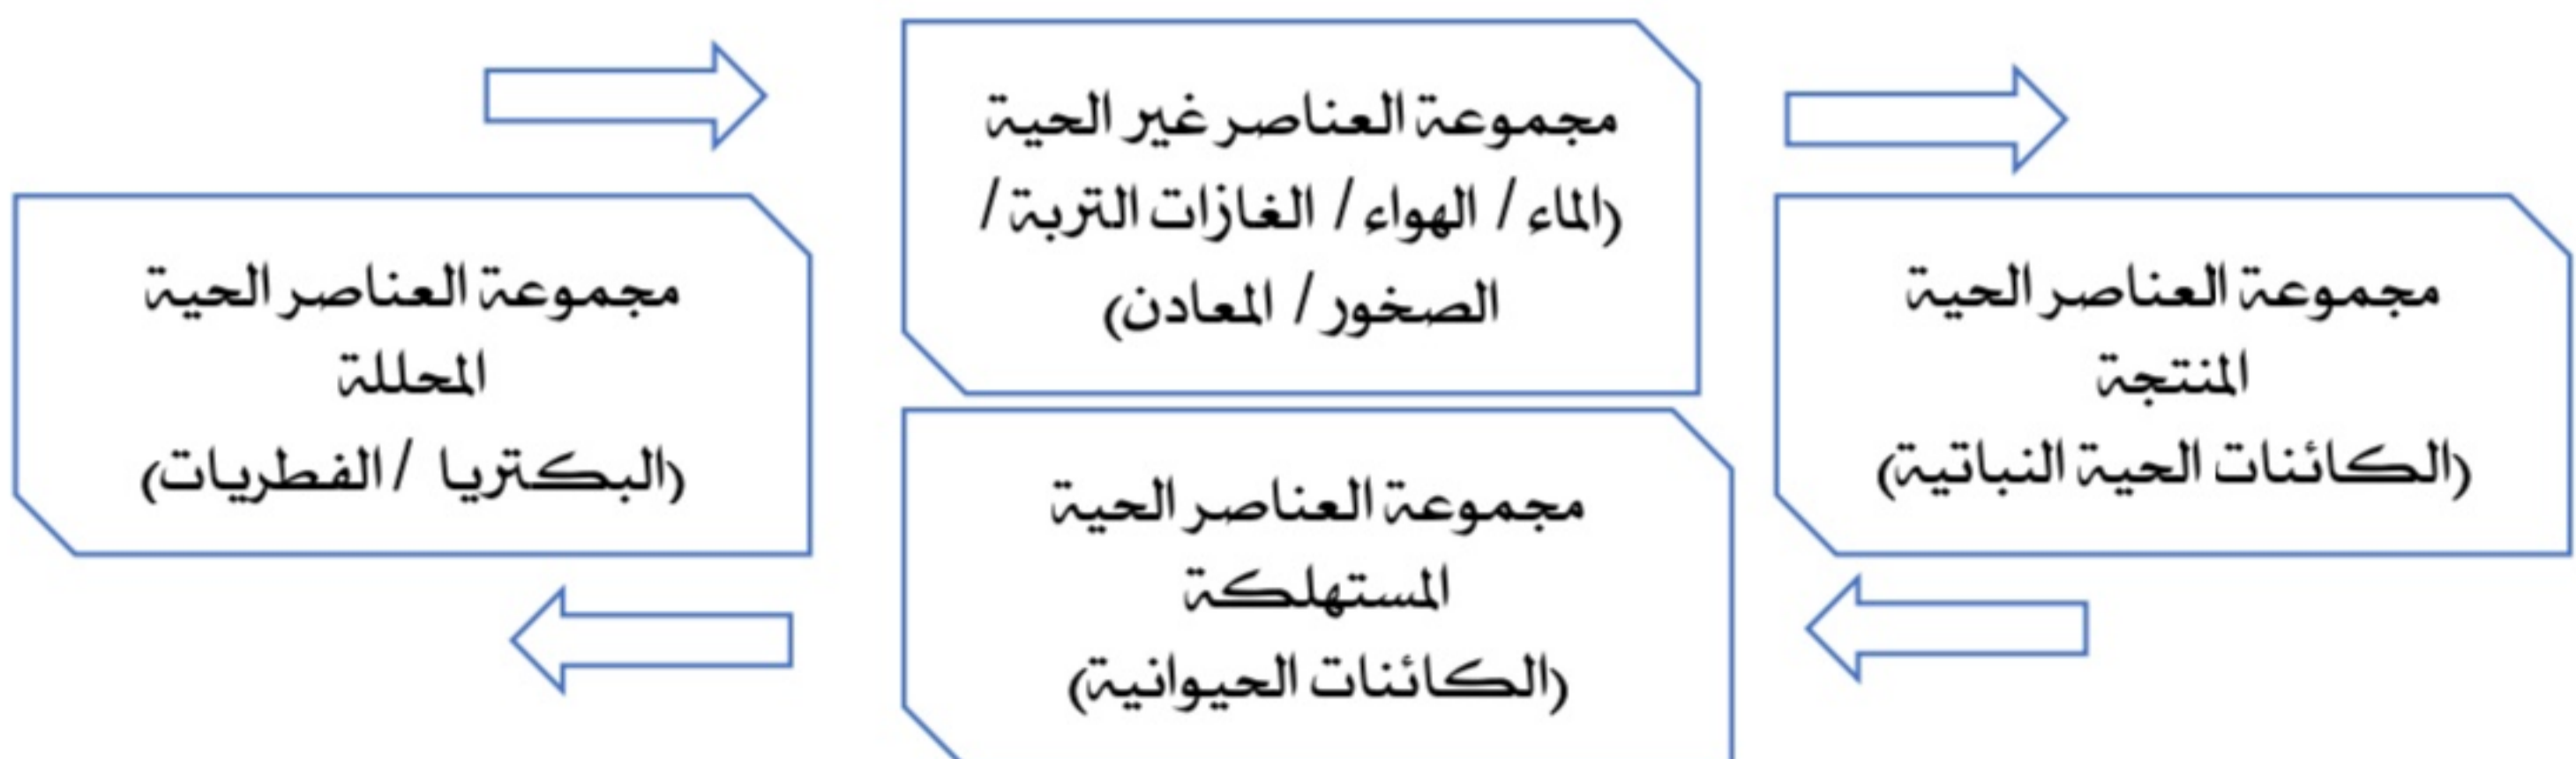 مجموعة العناصر غير الحية
(الماء / الهواء / الغازات التربة /
الصخور / المعادن)
مجموعة العناصر الحية
المنتجة
(الكائنات الحية النباتية)
مجموعة العناصر الحية
المستهلكة
(الكائنات الحيوانية)
مجموعة العناصر الحية
المحللة
(البكتريا / الفطريات)